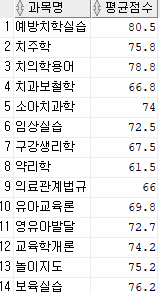 과목명 평균점수
1 예방치학실습 80.5
2 치주학 75.8
3 치의학용어 78.8
4 치과보철학 66.8
5 소아치과학 74
6 임상실습 72.5
7 구강생리학 67.5
8 약리학 61.5
9 의료관계법규 66
10 유아교육론 69.8
11 영유아발달 72.7
12 교육학개론 74.2
13 놀이지도 75.2
14 보육실습 76.2